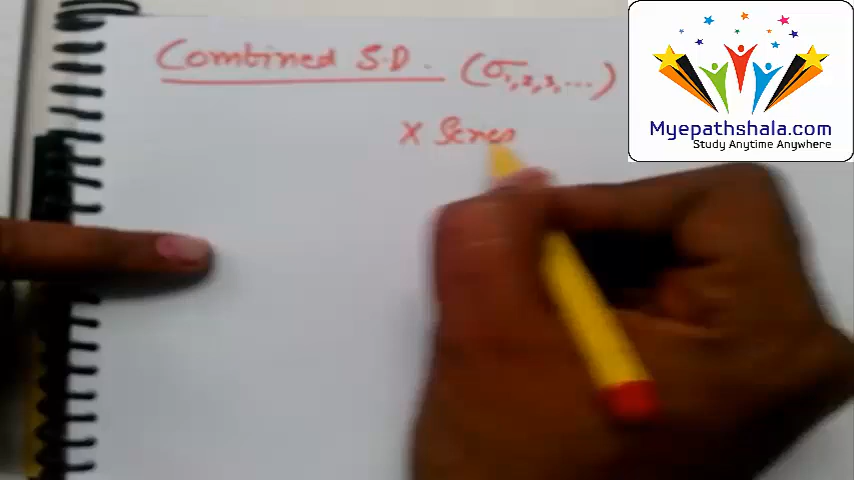 Combined S.D. (σ1,2,3,...)
X Series
Myepathshala.com
Study Anytime Anywhere